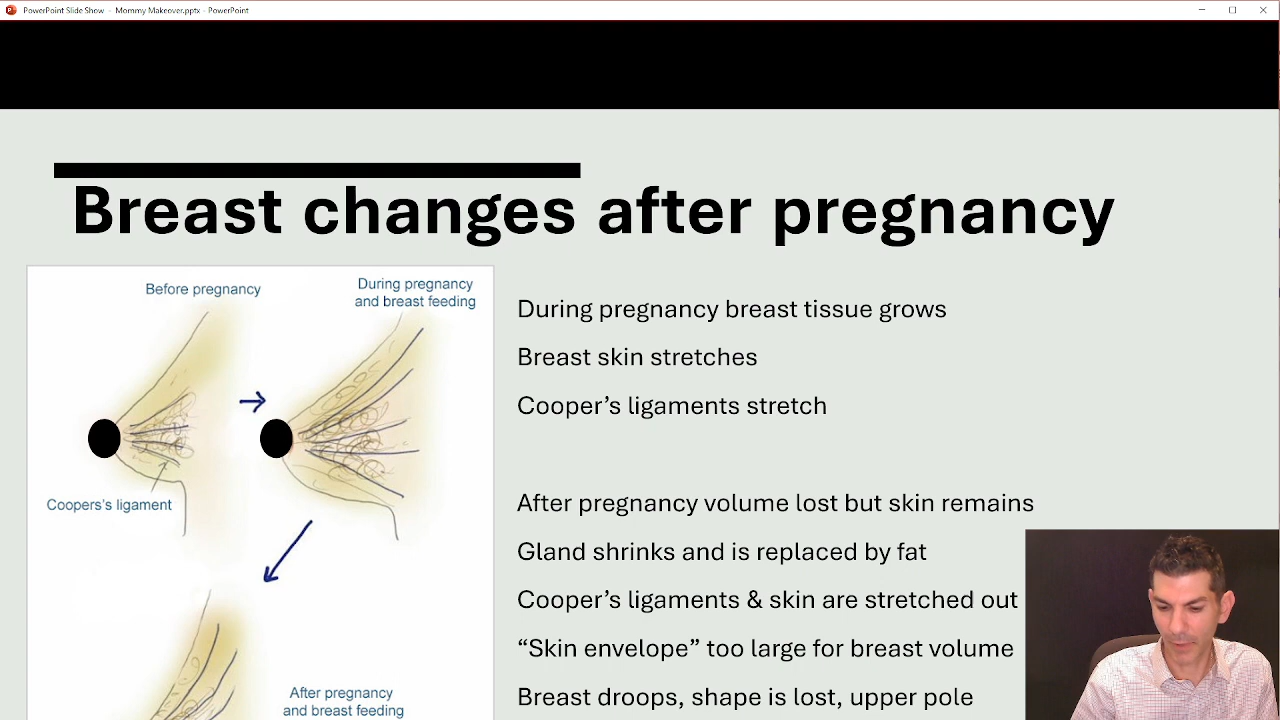 PowerPoint Slide Show - Mommy Makeover.pptx - PowerPoint
Breast changes after pregnancy
Before pregnancy
During pregnancy
and breast feeding
Coopers's ligament
After pregnancy
and breast feeding
During pregnancy breast tissue grows
Breast skin stretches
Cooper’s ligaments stretch
After pregnancy volume lost but skin remains
Gland shrinks and is replaced by fat
Cooper’s ligaments & skin are stretched out
“Skin envelope” too large for breast volume
Breast droops, shape is lost, upper pole